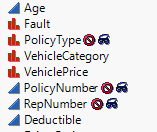 Age
Fault
PolicyType
VehicleCategory
VehiclePrice
PolicyNumber
RepNumber
Deductible